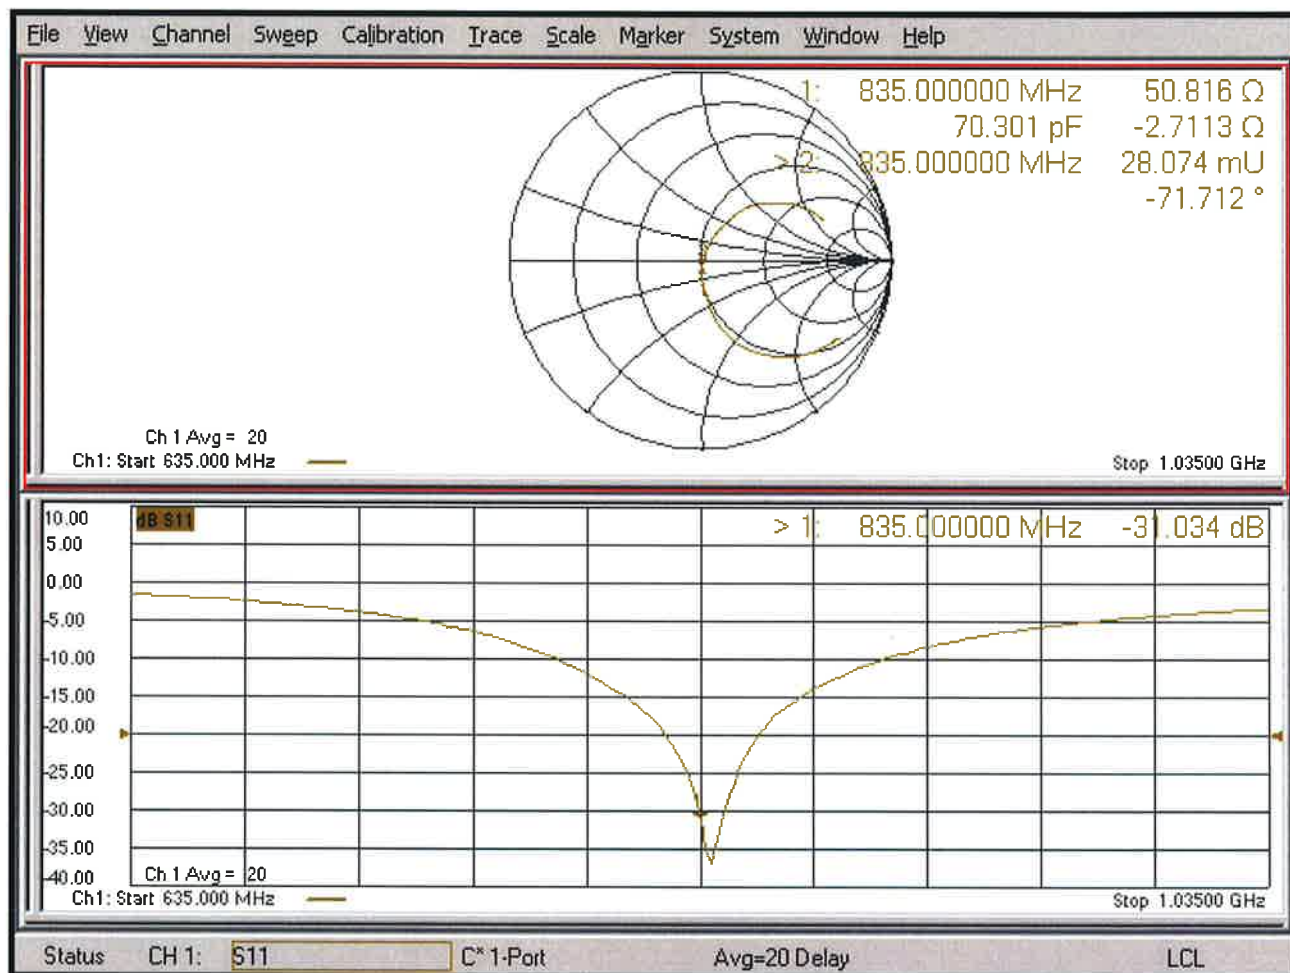 File View Channel Sweep Calibration Trace Scale Marker System Window Help
1: 835.000000 MHz 50.816 Ω
70.301 pF -2.7113 Ω
> 2: 835.000000 MHz 28.074 mU
-71.712 °
Ch 1 Avg = 20
Ch1: Start 635.000 MHz
Stop 1.03500 GHz
dB S11
> 1: 835.000000 MHz -31.034 dB
10.00
5.00
0.00
-5.00
-10.00
-15.00
-20.00
-25.00
-30.00
-35.00
-40.00
Ch 1 Avg = 20
Ch1: Start 635.000 MHz
Stop 1.03500 GHz
Status CH 1: S11 C* 1-Port Avg=20 Delay LCL